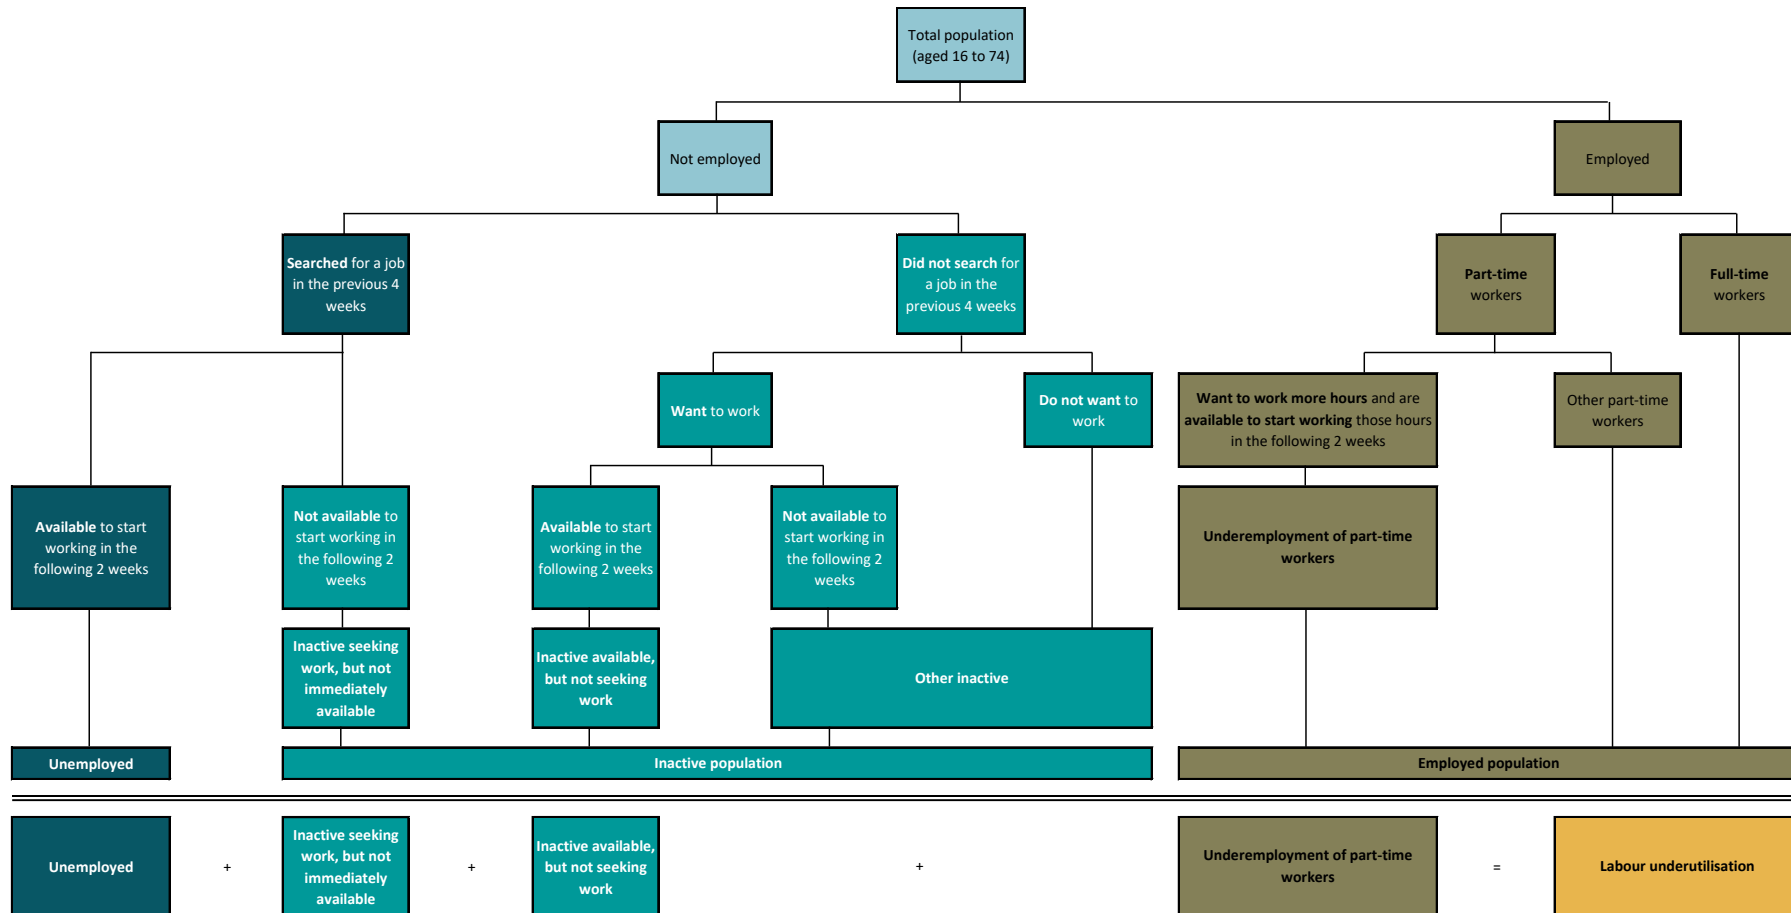 Total population
(aged 16 to 74)
Not employed
Employed
Searched for a job
in the previous 4
weeks
Did not search for
a job in the
previous 4 weeks
Part-time
workers
Full-time
workers
Want to work
Do not want to
work
Want to work more hours and are
available to start working those hours
in the following 2 weeks
Other part-time
workers
Available to start
working in the
following 2 weeks
Not available to
start working in
the following 2
weeks
Available to start
working in the
following 2 weeks
Not available to
start working in
the following 2
weeks
Underemployment of part-time
workers
Inactive seeking
work, but not
immediately
available
Inactive available,
but not seeking
work
Other inactive
Unemployed
Inactive population
Employed population
Unemployed
+
Inactive seeking
work, but not
immediately
available
+
Inactive available,
but not seeking
work
+
Underemployment of part-time
workers
=
Labour underutilisation